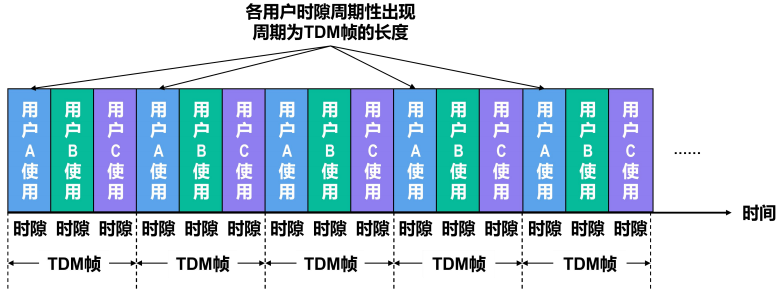 各用户时隙周期性出现
周期为TDM帧的长度
用户A使用 用户B使用 用户C使用 用户A使用 用户B使用 用户C使用 用户A使用 用户B使用 用户C使用 用户A使用 用户B使用 用户C使用 用户A使用 用户B使用 用户C使用 ......
时间
时隙 时隙 时隙 时隙 时隙 时隙 时隙 时隙 时隙 时隙 时隙 时隙 时隙 时隙 时隙
TDM帧 TDM帧 TDM帧 TDM帧 TDM帧